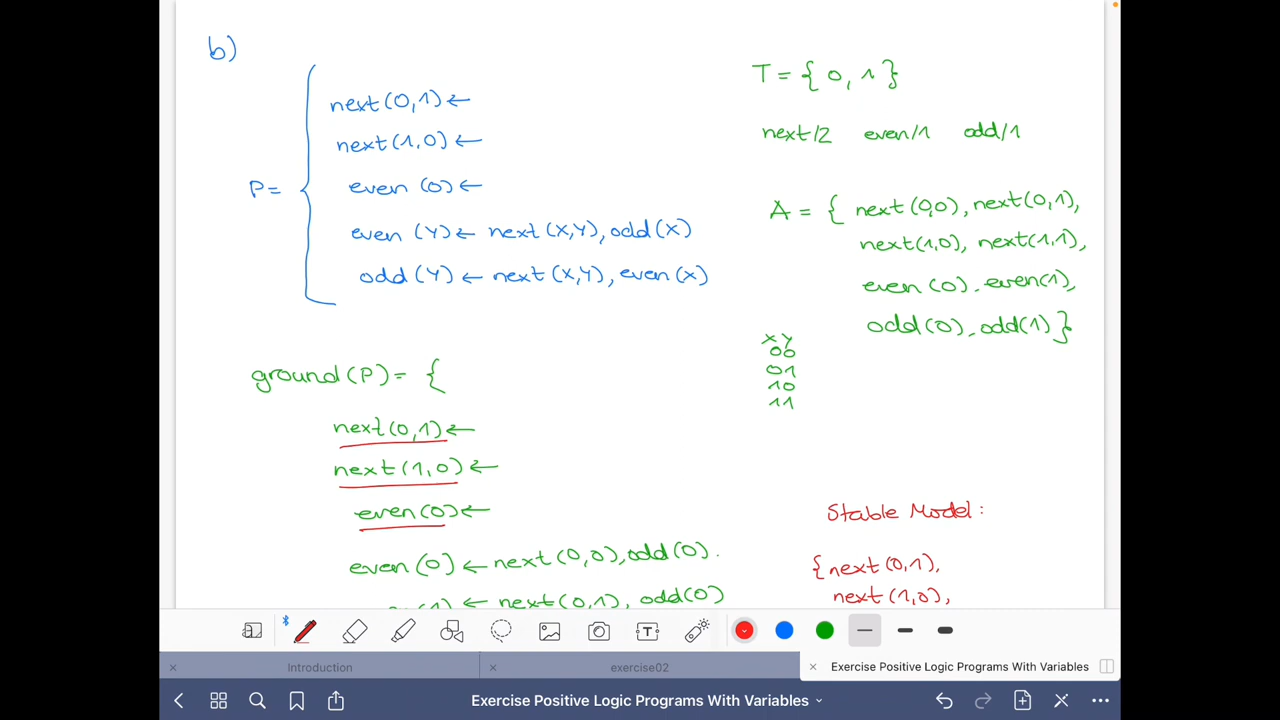 b)
P =
next(0,1) ←
next(1,0) ←
even (0) ←
even (Y) ← next(X,Y), odd(X)
odd (Y) ← next(X,Y), even(X)
T = { 0, 1 }
next/2 even/1 odd/1
A = { next(0,0), next(0,1),
next(1,0), next(1,1),
even (0), even(1),
odd(0), odd(1) }
X Y
0 0
0 1
1 0
1 1
ground(P) = {
next(0,1) ←
next(1,0) ←
even(0) ←
even (0) ← next(0,0), odd(0).
← next(0,1), odd(0)
Stable Model:
{next(0,1),
next(1,0),
Introduction
exercise02
Exercise Positive Logic Programs With Variables
Exercise Positive Logic Programs With Variables